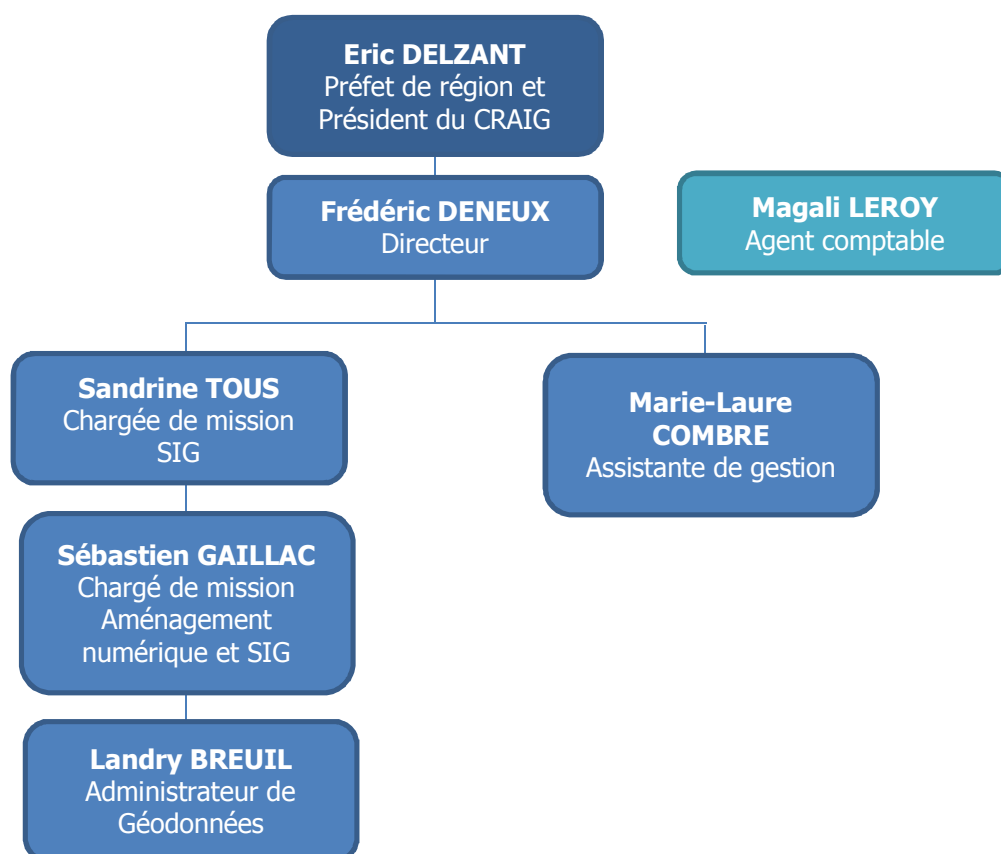 Eric DELZANT
Préfet de région et
Président du CRAIG
Frédéric DENEUX
Directeur
Magali LEROY
Agent comptable
Sandrine TOUS
Chargée de mission
SIG
Marie-Laure
COMBRE
Assistante de gestion
Sébastien GAILLAC
Chargé de mission
Aménagement
numérique et SIG
Landry BREUIL
Administrateur de
Géodonnées